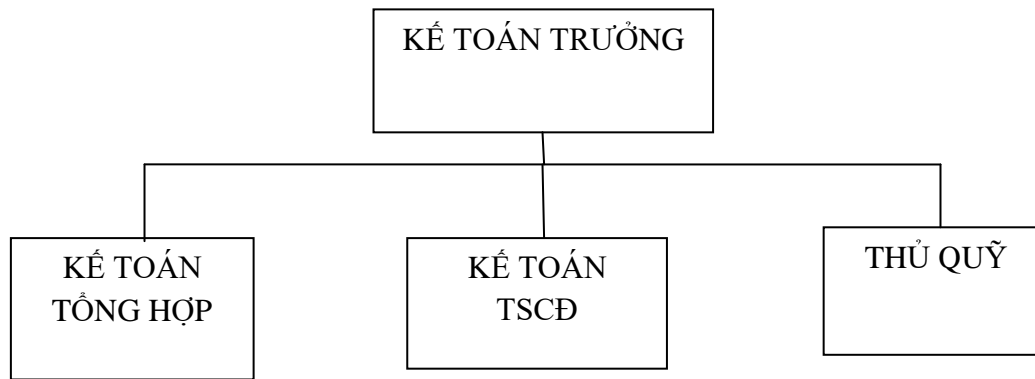 KẾ TOÁN TRƯỞNG
KẾ TOÁN
TỔNG HỢP
KẾ TOÁN
TSCĐ
THỦ QUỸ